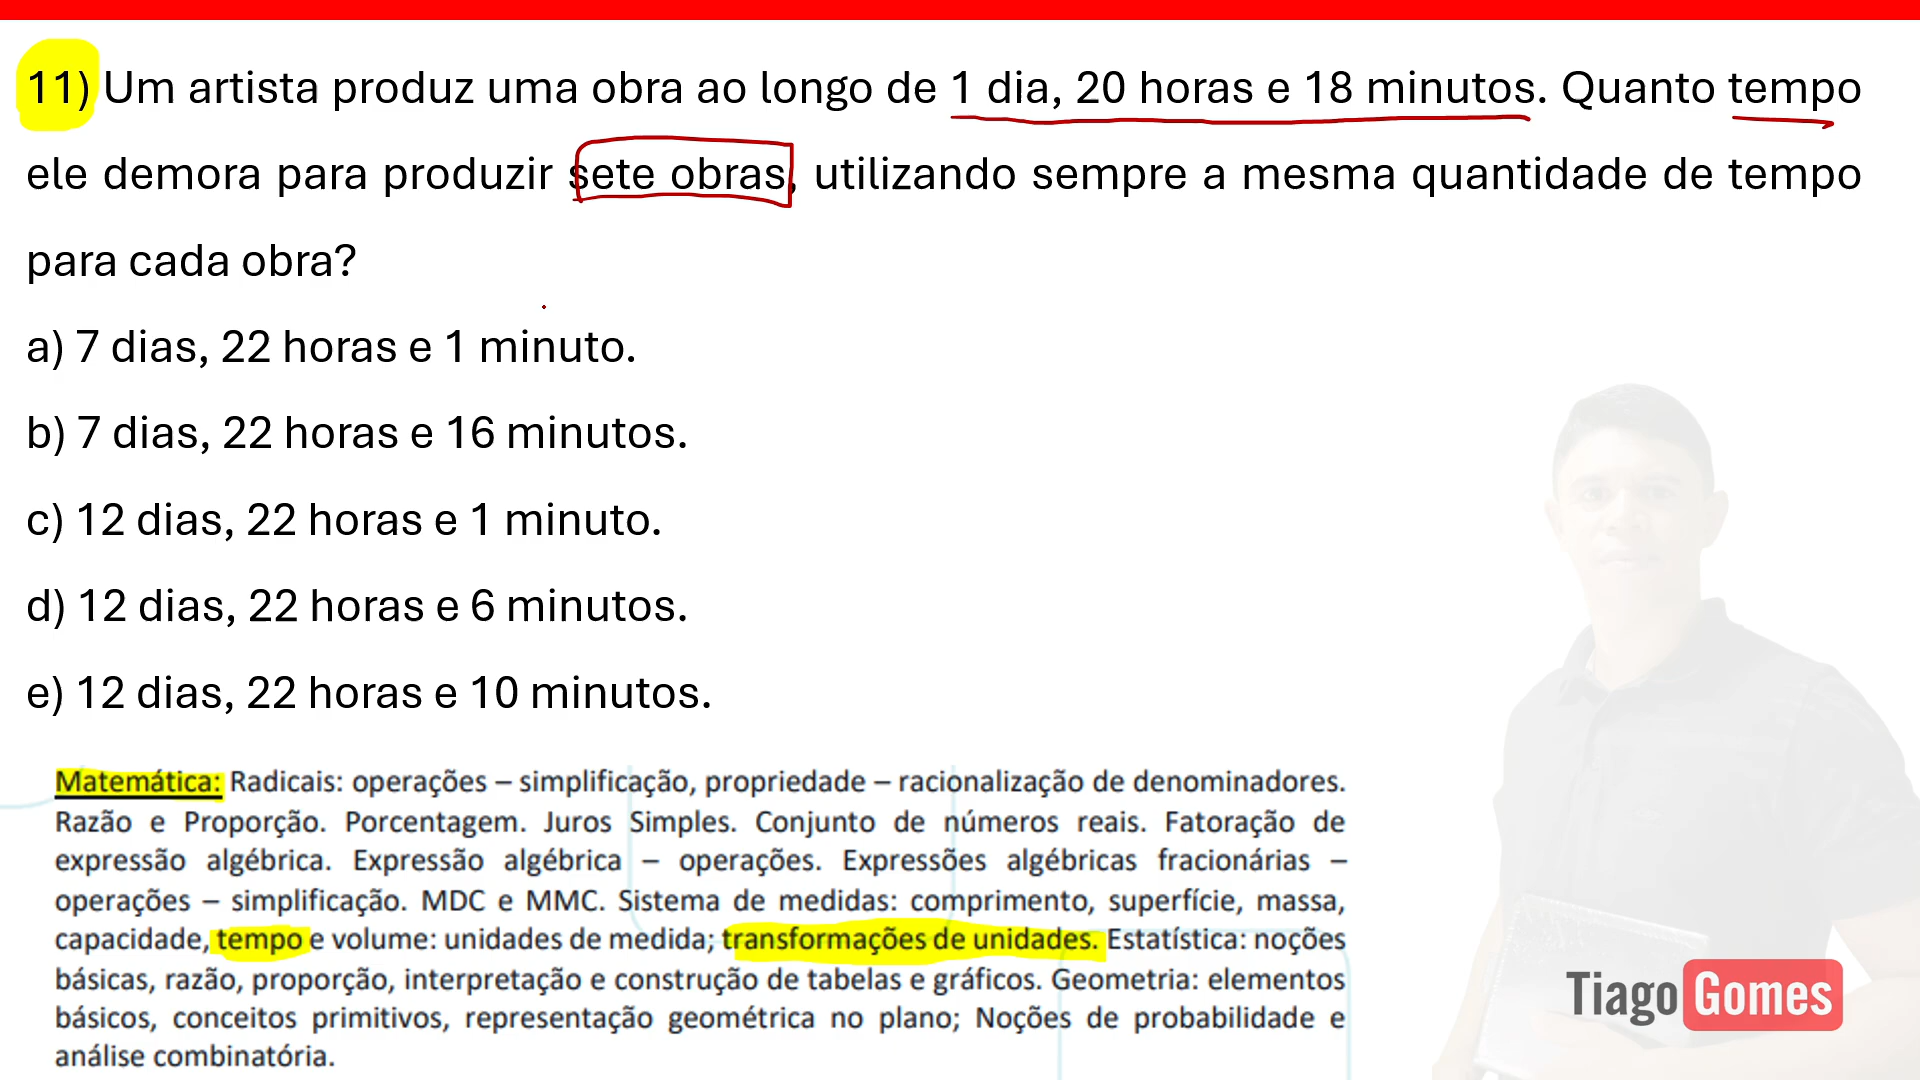 11) Um artista produz uma obra ao longo de 1 dia, 20 horas e 18 minutos. Quanto tempo
ele demora para produzir sete obras, utilizando sempre a mesma quantidade de tempo
para cada obra?
a) 7 dias, 22 horas e 1 minuto.
b) 7 dias, 22 horas e 16 minutos.
c) 12 dias, 22 horas e 1 minuto.
d) 12 dias, 22 horas e 6 minutos.
e) 12 dias, 22 horas e 10 minutos.
Matemática: Radicais: operações – simplificação, propriedade – racionalização de denominadores.
Razão e Proporção. Porcentagem. Juros Simples. Conjunto de números reais. Fatoração de
expressão algébrica. Expressão algébrica – operações. Expressões algébricas fracionárias –
operações – simplificação. MDC e MMC. Sistema de medidas: comprimento, superfície, massa,
capacidade, tempo e volume: unidades de medida; transformações de unidades. Estatística: noções
básicas, razão, proporção, interpretação e construção de tabelas e gráficos. Geometria: elementos
básicos, conceitos primitivos, representação geométrica no plano; Noções de probabilidade e
análise combinatória.
Tiago Gomes